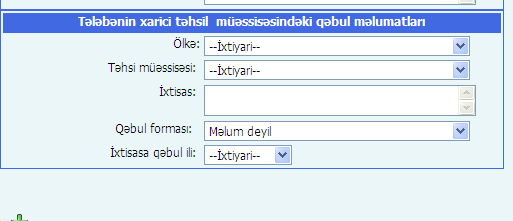 Tələbənin xarici təhsil müəssisəsindəki qəbul məlumatları
Ölkə: --İxtiyari--
Təhsi müəssisəsi: --İxtiyari--
İxtisas:
Qəbul forması: Məlum deyil
İxtisasa qəbul ili: --İxtiyari--